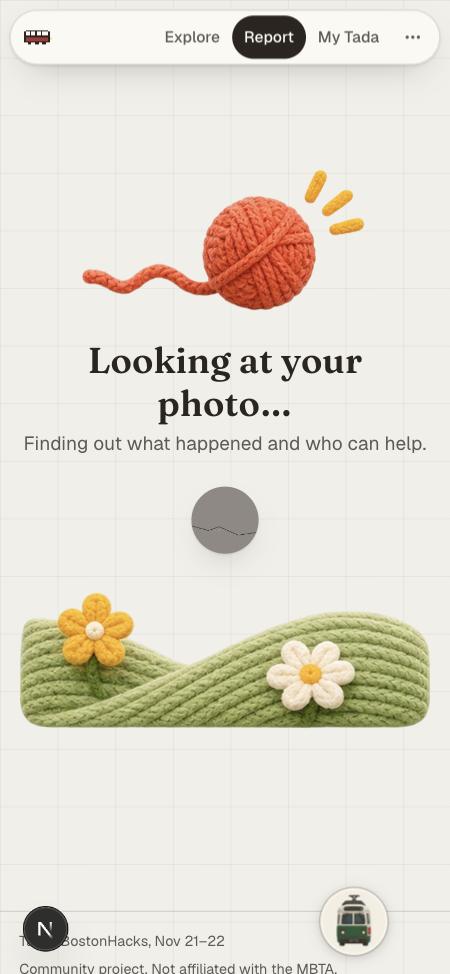 Explore Report My Tada ...
Looking at your
photo...
Finding out what happened and who can help.
N
BostonHacks, Nov 21–22
Community project. Not affiliated with the MBTA.